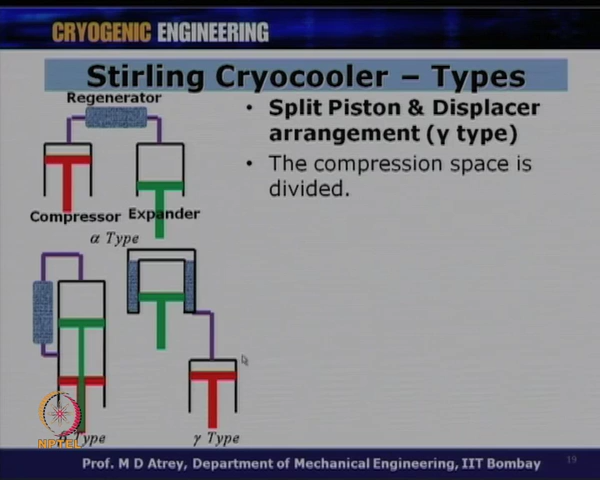 CRYOGENIC ENGINEERING
Stirling Cryocooler – Types
Regenerator
Compressor Expander
α Type
Type
γ Type
NPTEL
• Split Piston & Displacer
arrangement (γ type)
• The compression space is
divided.
Prof. M D Atrey, Department of Mechanical Engineering, IIT Bombay
19